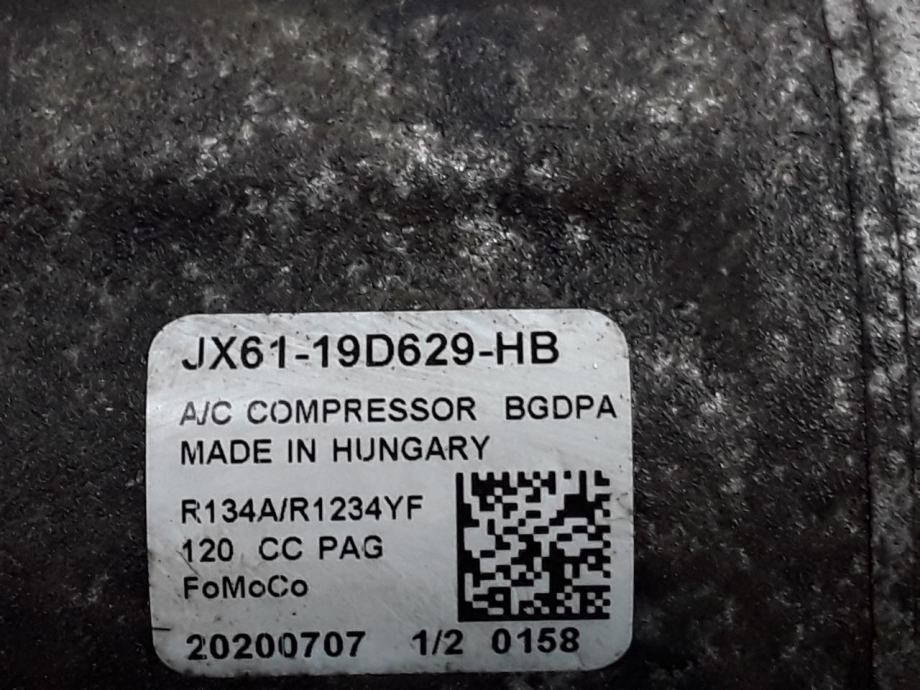 JX61-19D629-HB
A/C COMPRESSOR BGDPA
MADE IN HUNGARY
R134A/R1234YF
120 CC PAG
FoMoCo
20200707 1/2 0158